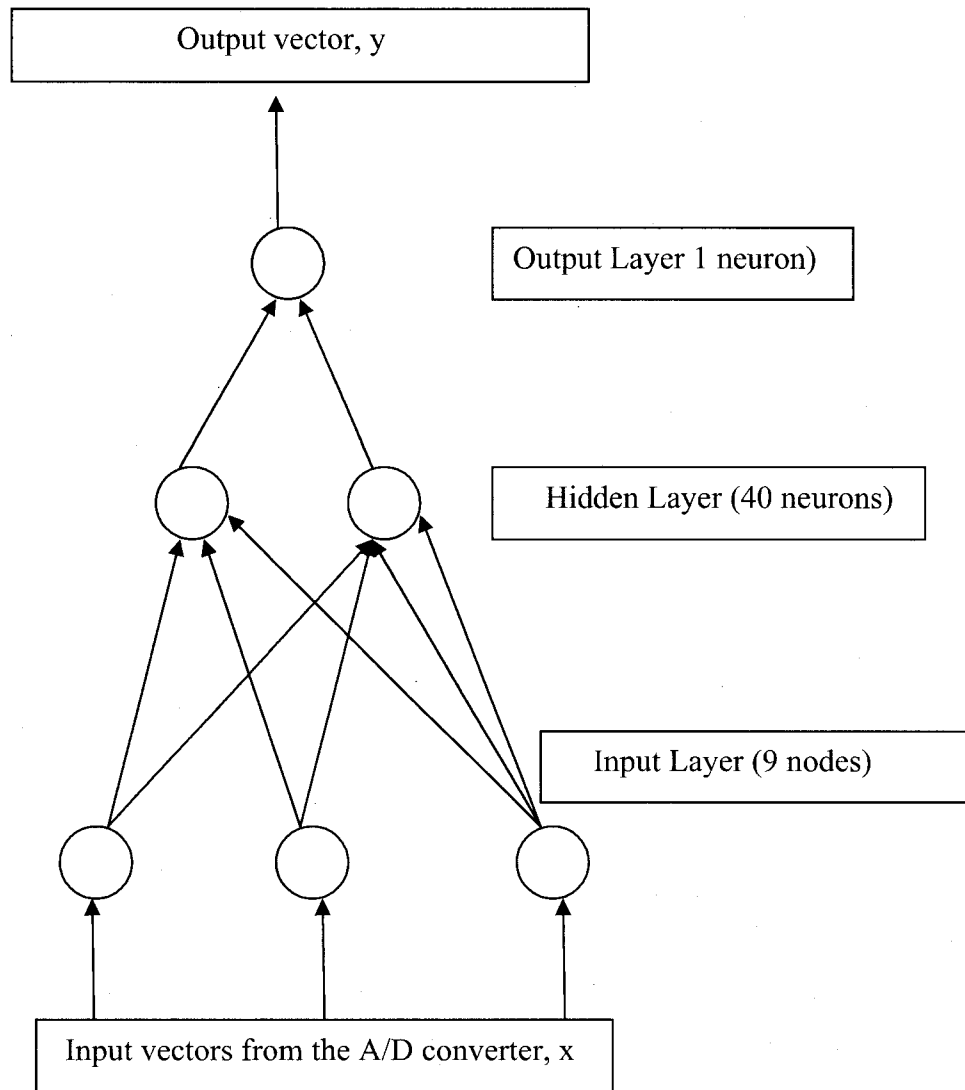 Output vector, y
Output Layer 1 neuron)
Hidden Layer (40 neurons)
Input Layer (9 nodes)
Input vectors from the A/D converter, x